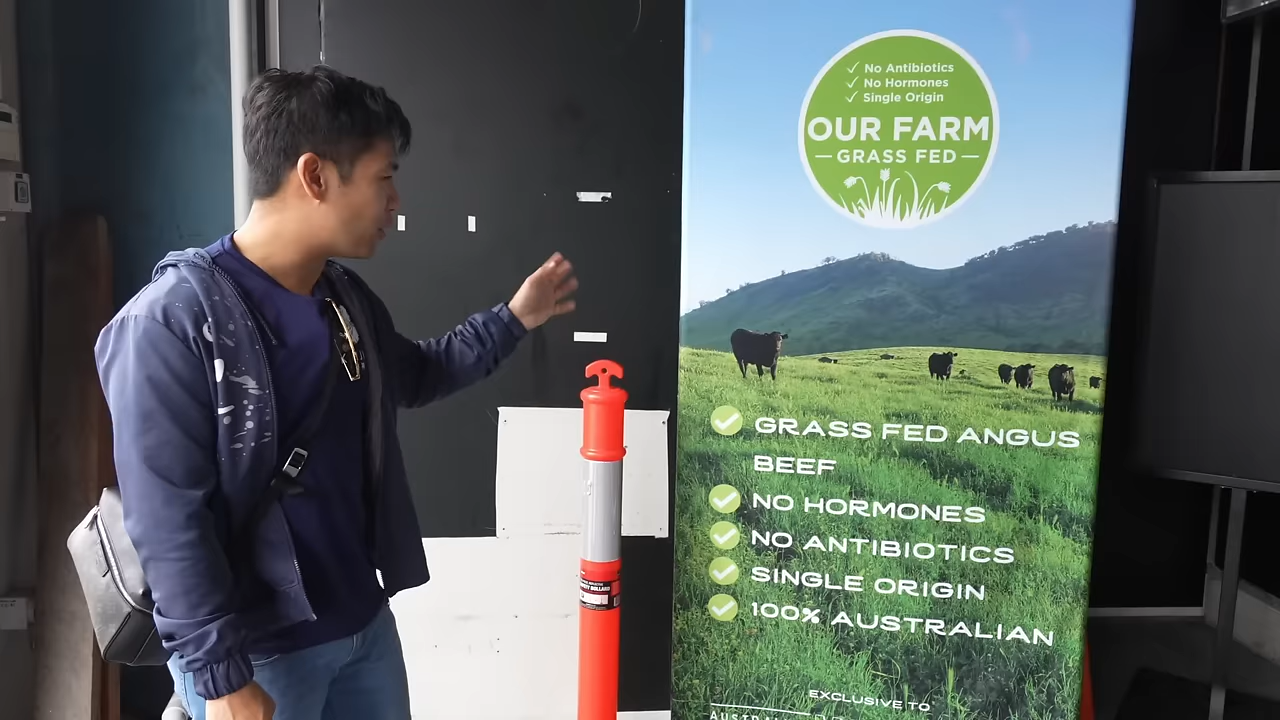 No Antibiotics
No Hormones
Single Origin
OUR FARM
GRASS FED
GRASS FED ANGUS
BEEF
NO HORMONES
NO ANTIBIOTICS
SINGLE ORIGIN
100% AUSTRALIAN
EXCLUSIVE TO
BOLLARD